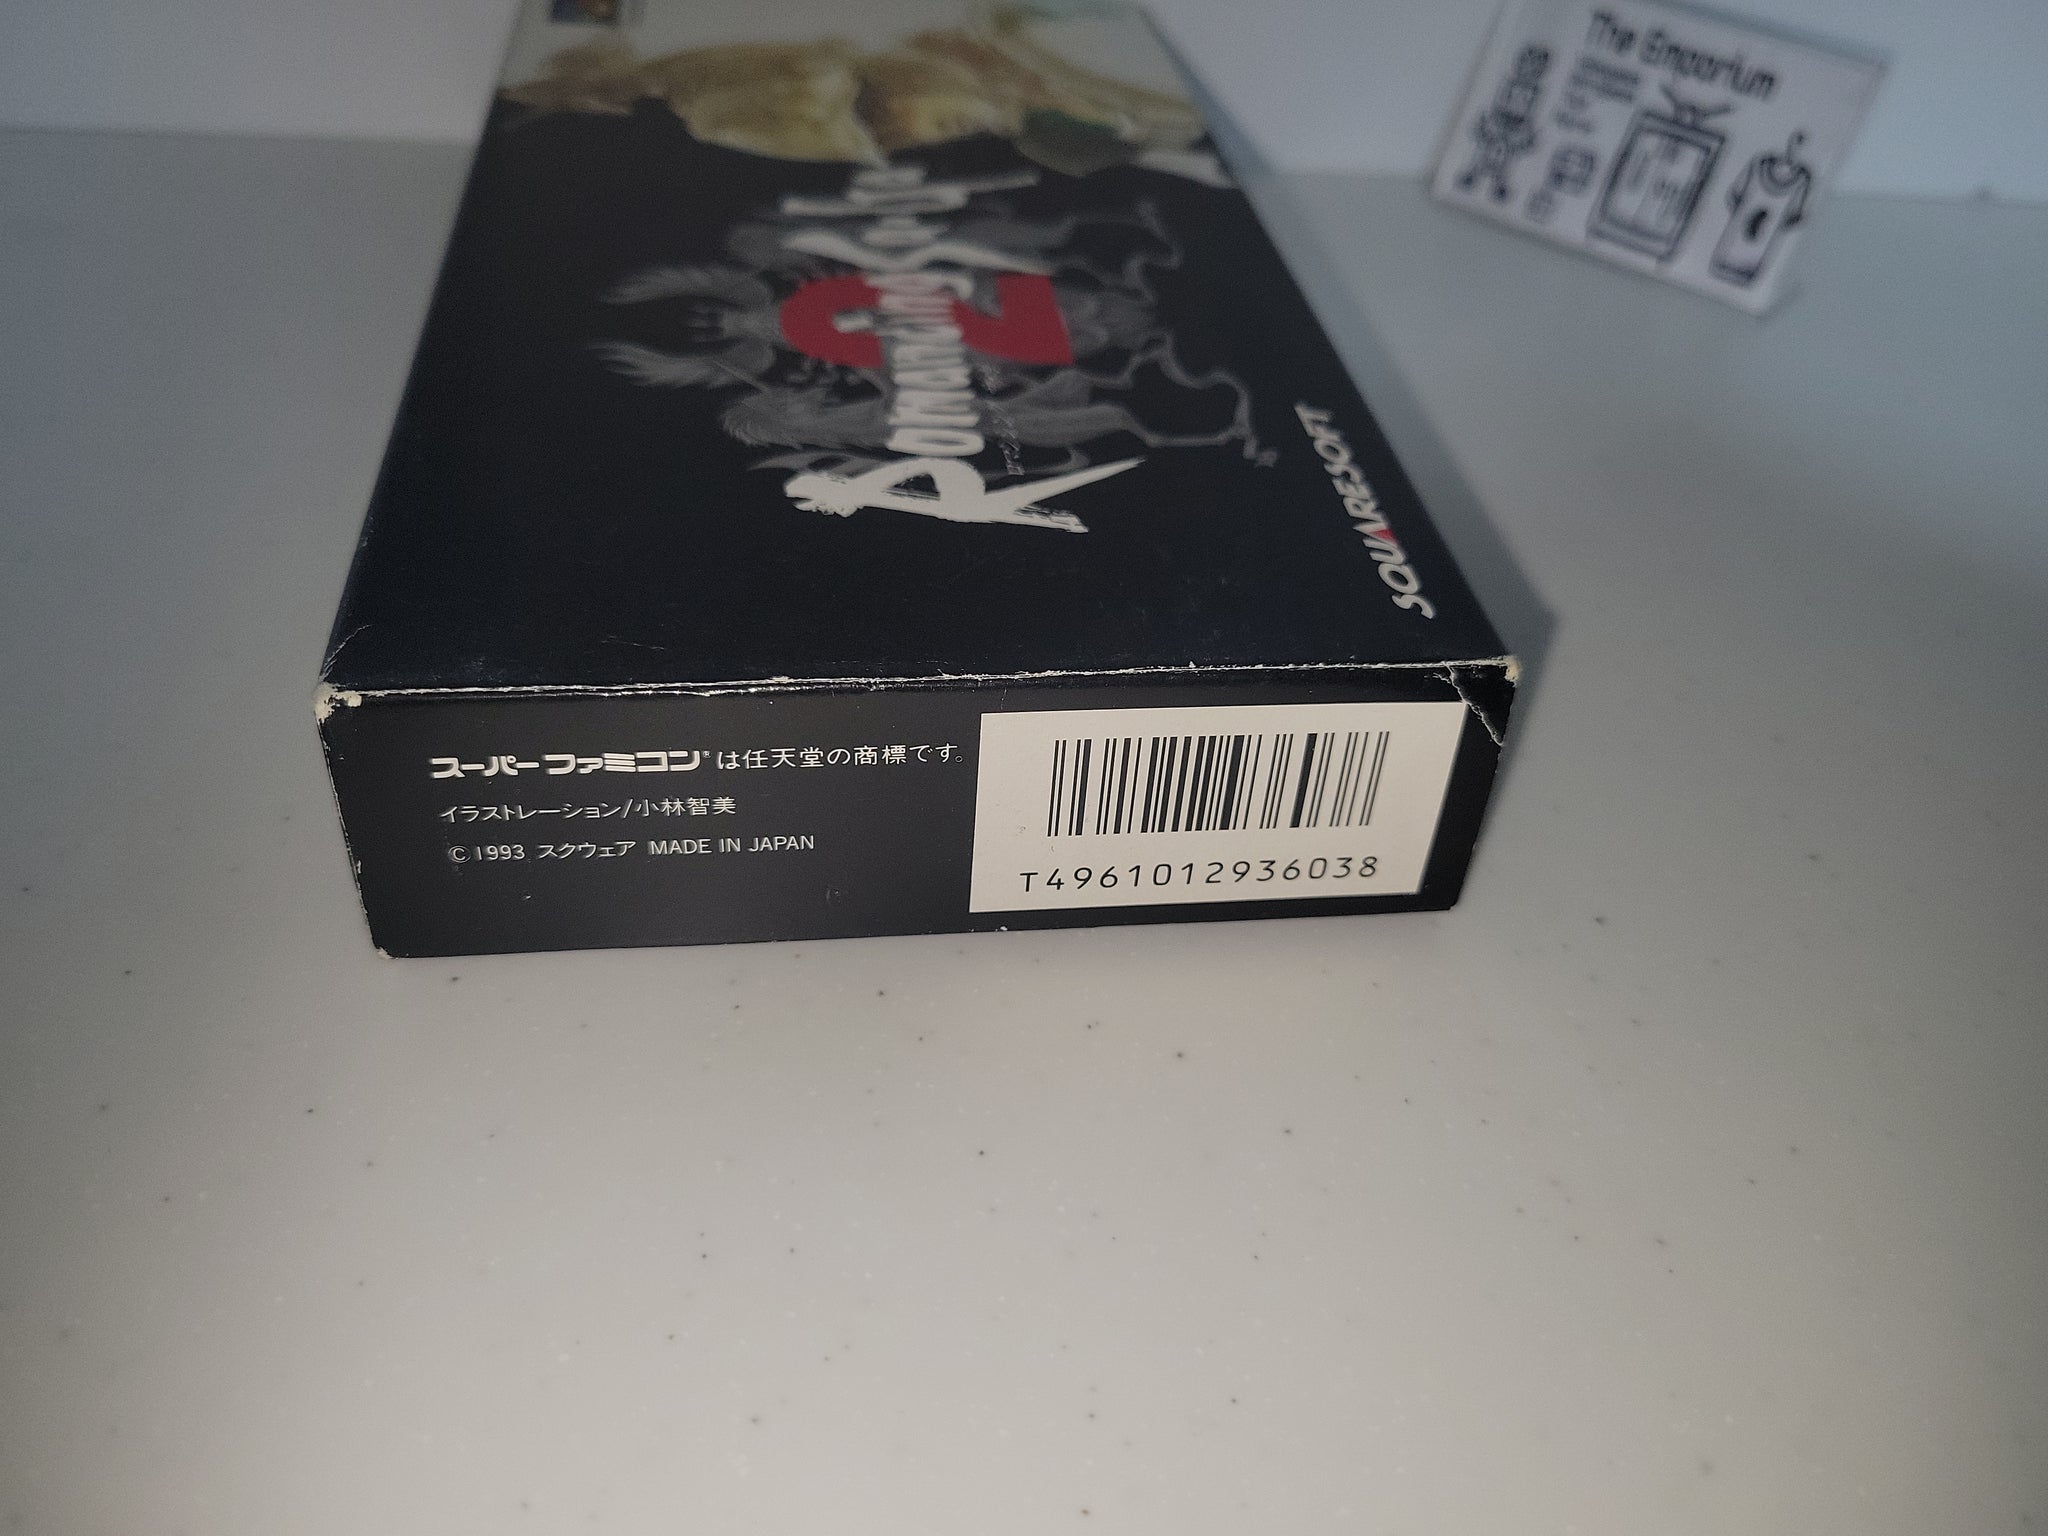 The Emporium
Romancing Sa・Ga
2
SQUARESOFT
スーパーファミコン®は任天堂の商標です。
イラストレーション/小林智美
©1993 スクウェア MADE IN JAPAN
T4961012936038